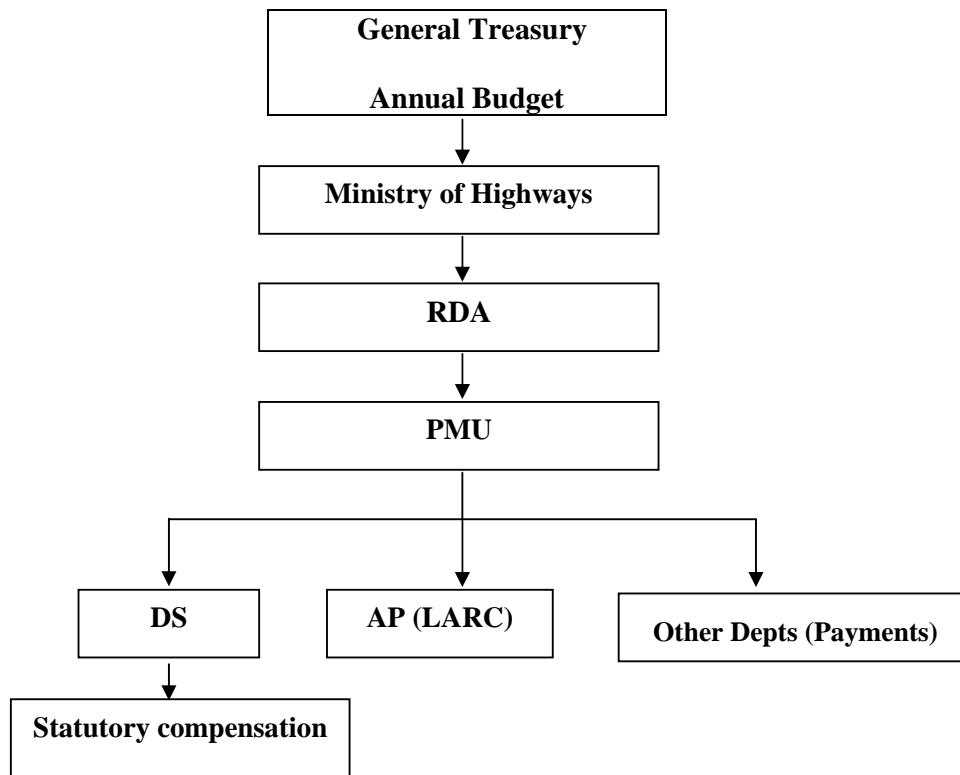 General Treasury
Annual Budget
Ministry of Highways
RDA
PMU
DS
AP (LARC)
Other Depts (Payments)
Statutory compensation